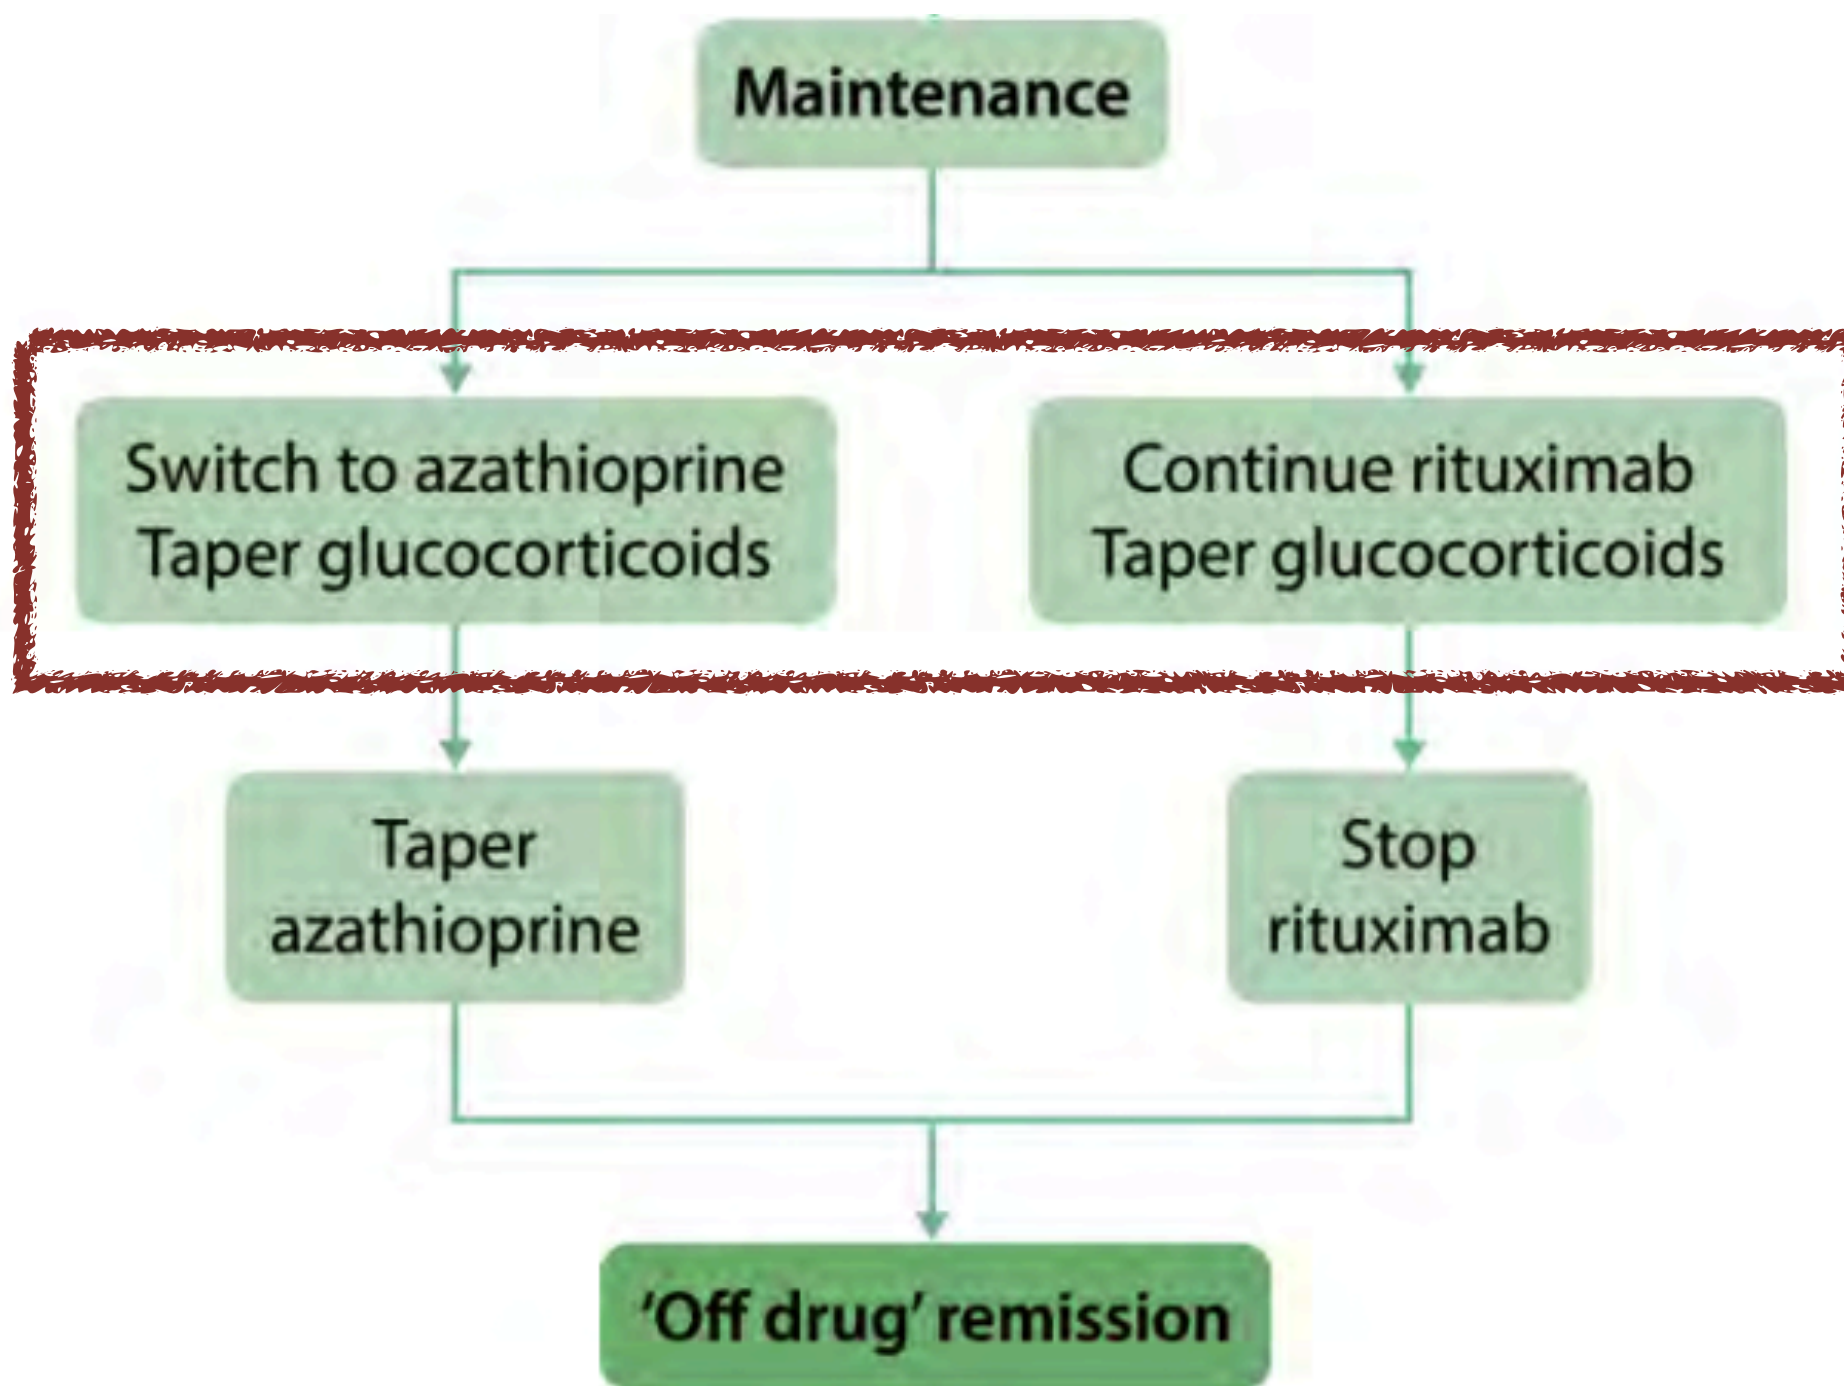 Maintenance
Switch to azathioprine
Taper glucocorticoids
Continue rituximab
Taper glucocorticoids
Taper
azathioprine
Stop
rituximab
‘Off drug’ remission